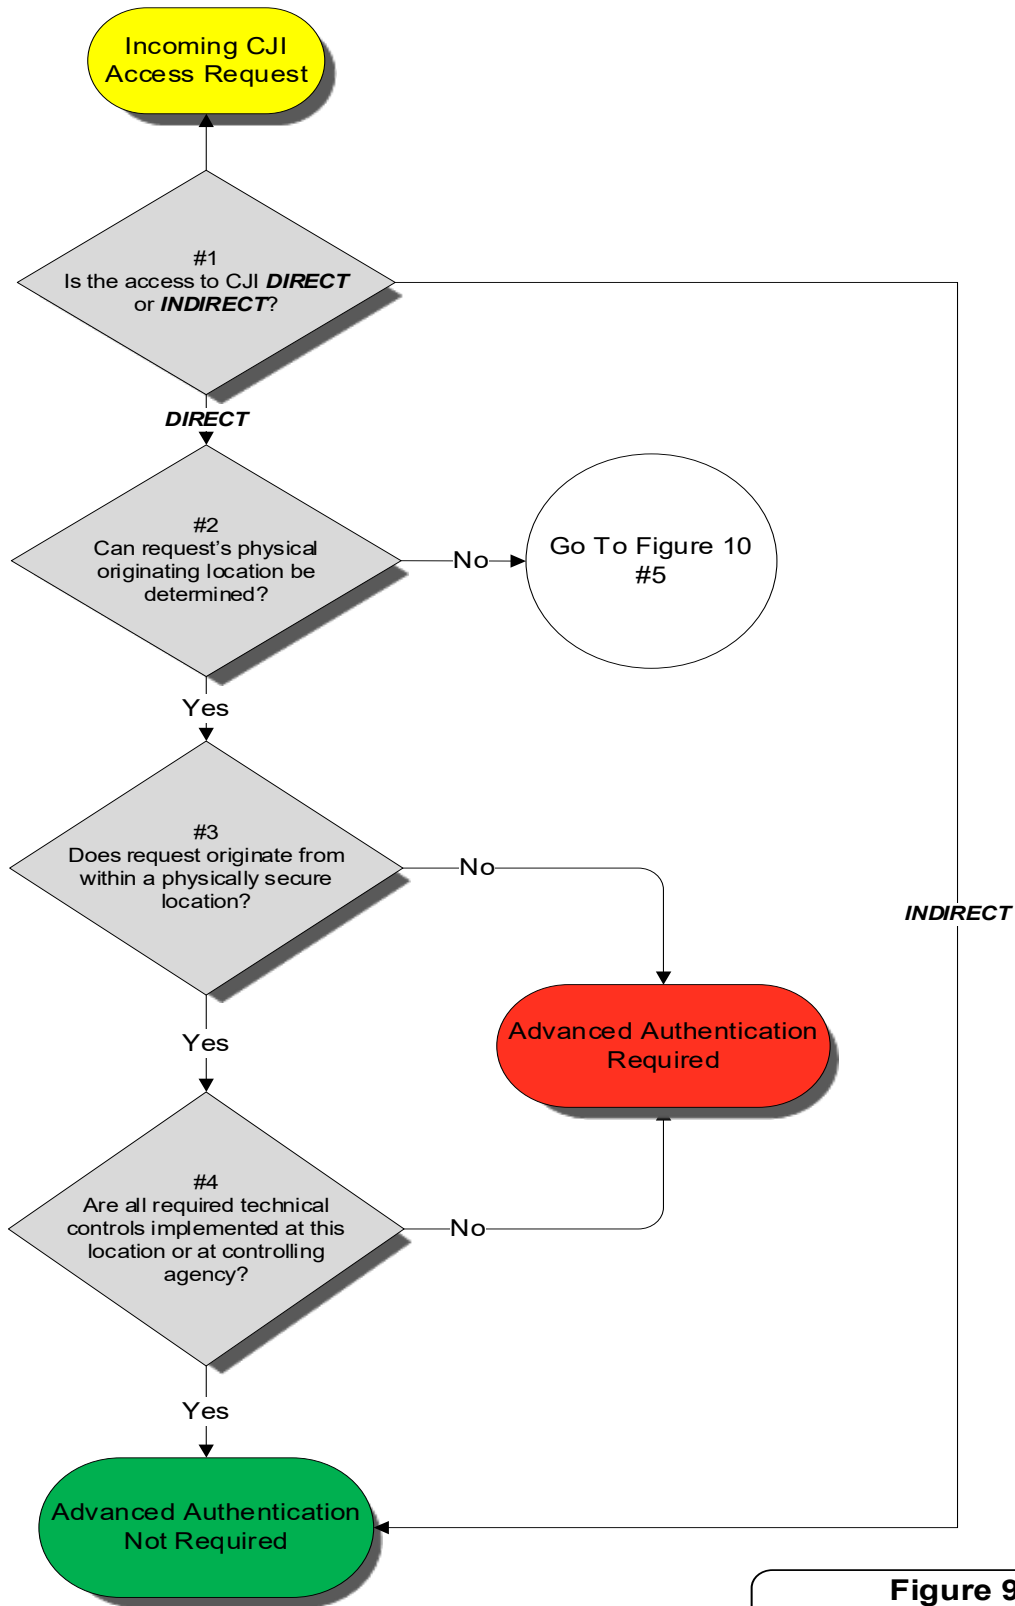 Incoming CJI
Access Request
#1
Is the access to CJI DIRECT
or INDIRECT?
DIRECT
#2
Can request's physical
originating location be
determined?
No
Go To Figure 10
#5
Yes
#3
Does request originate from
within a physically secure
location?
No
INDIRECT
Yes
Advanced Authentication
Required
#4
Are all required technical
controls implemented at this
location or at controlling
agency?
No
Yes
Advanced Authentication
Not Required
Figure 9